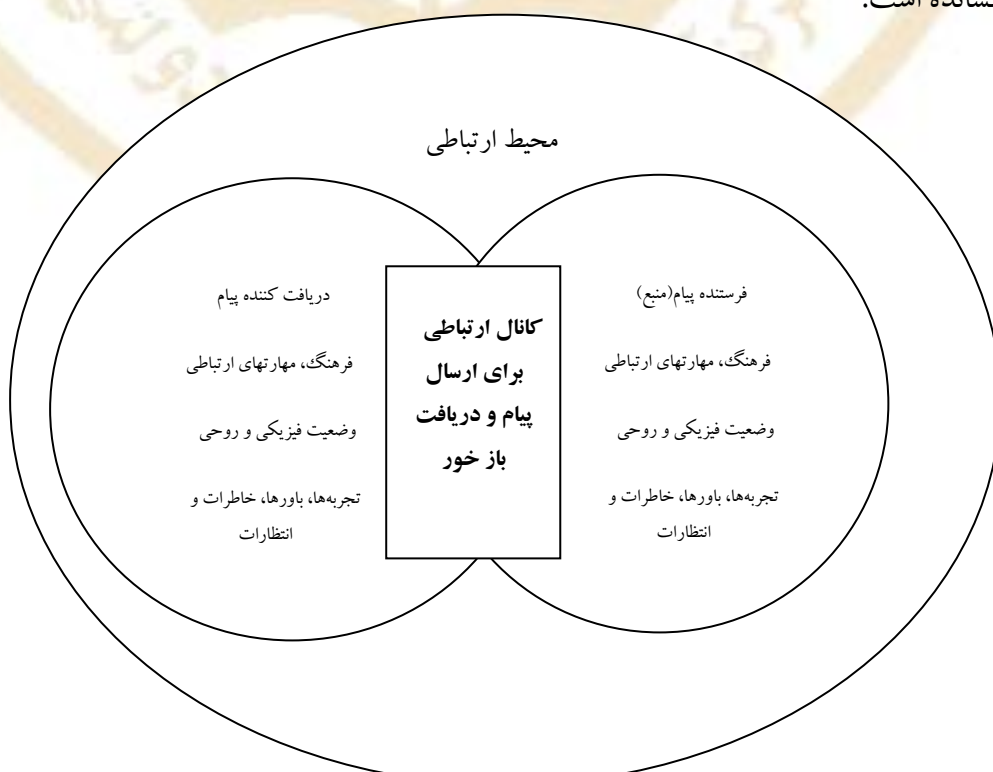 است.
محیط ارتباطی
فرستنده پیام(منبع)
فرهنگ، مهارتهای ارتباطی
وضعیت فیزیکی و روحی
تجربه‌ها، باورها، خاطرات و
انتظارات
کانال ارتباطی
برای ارسال
پیام و دریافت
باز خور
دریافت کننده پیام
فرهنگ، مهارتهای ارتباطی
وضعیت فیزیکی و روحی
تجربه‌ها، باورها، خاطرات و
انتظارات